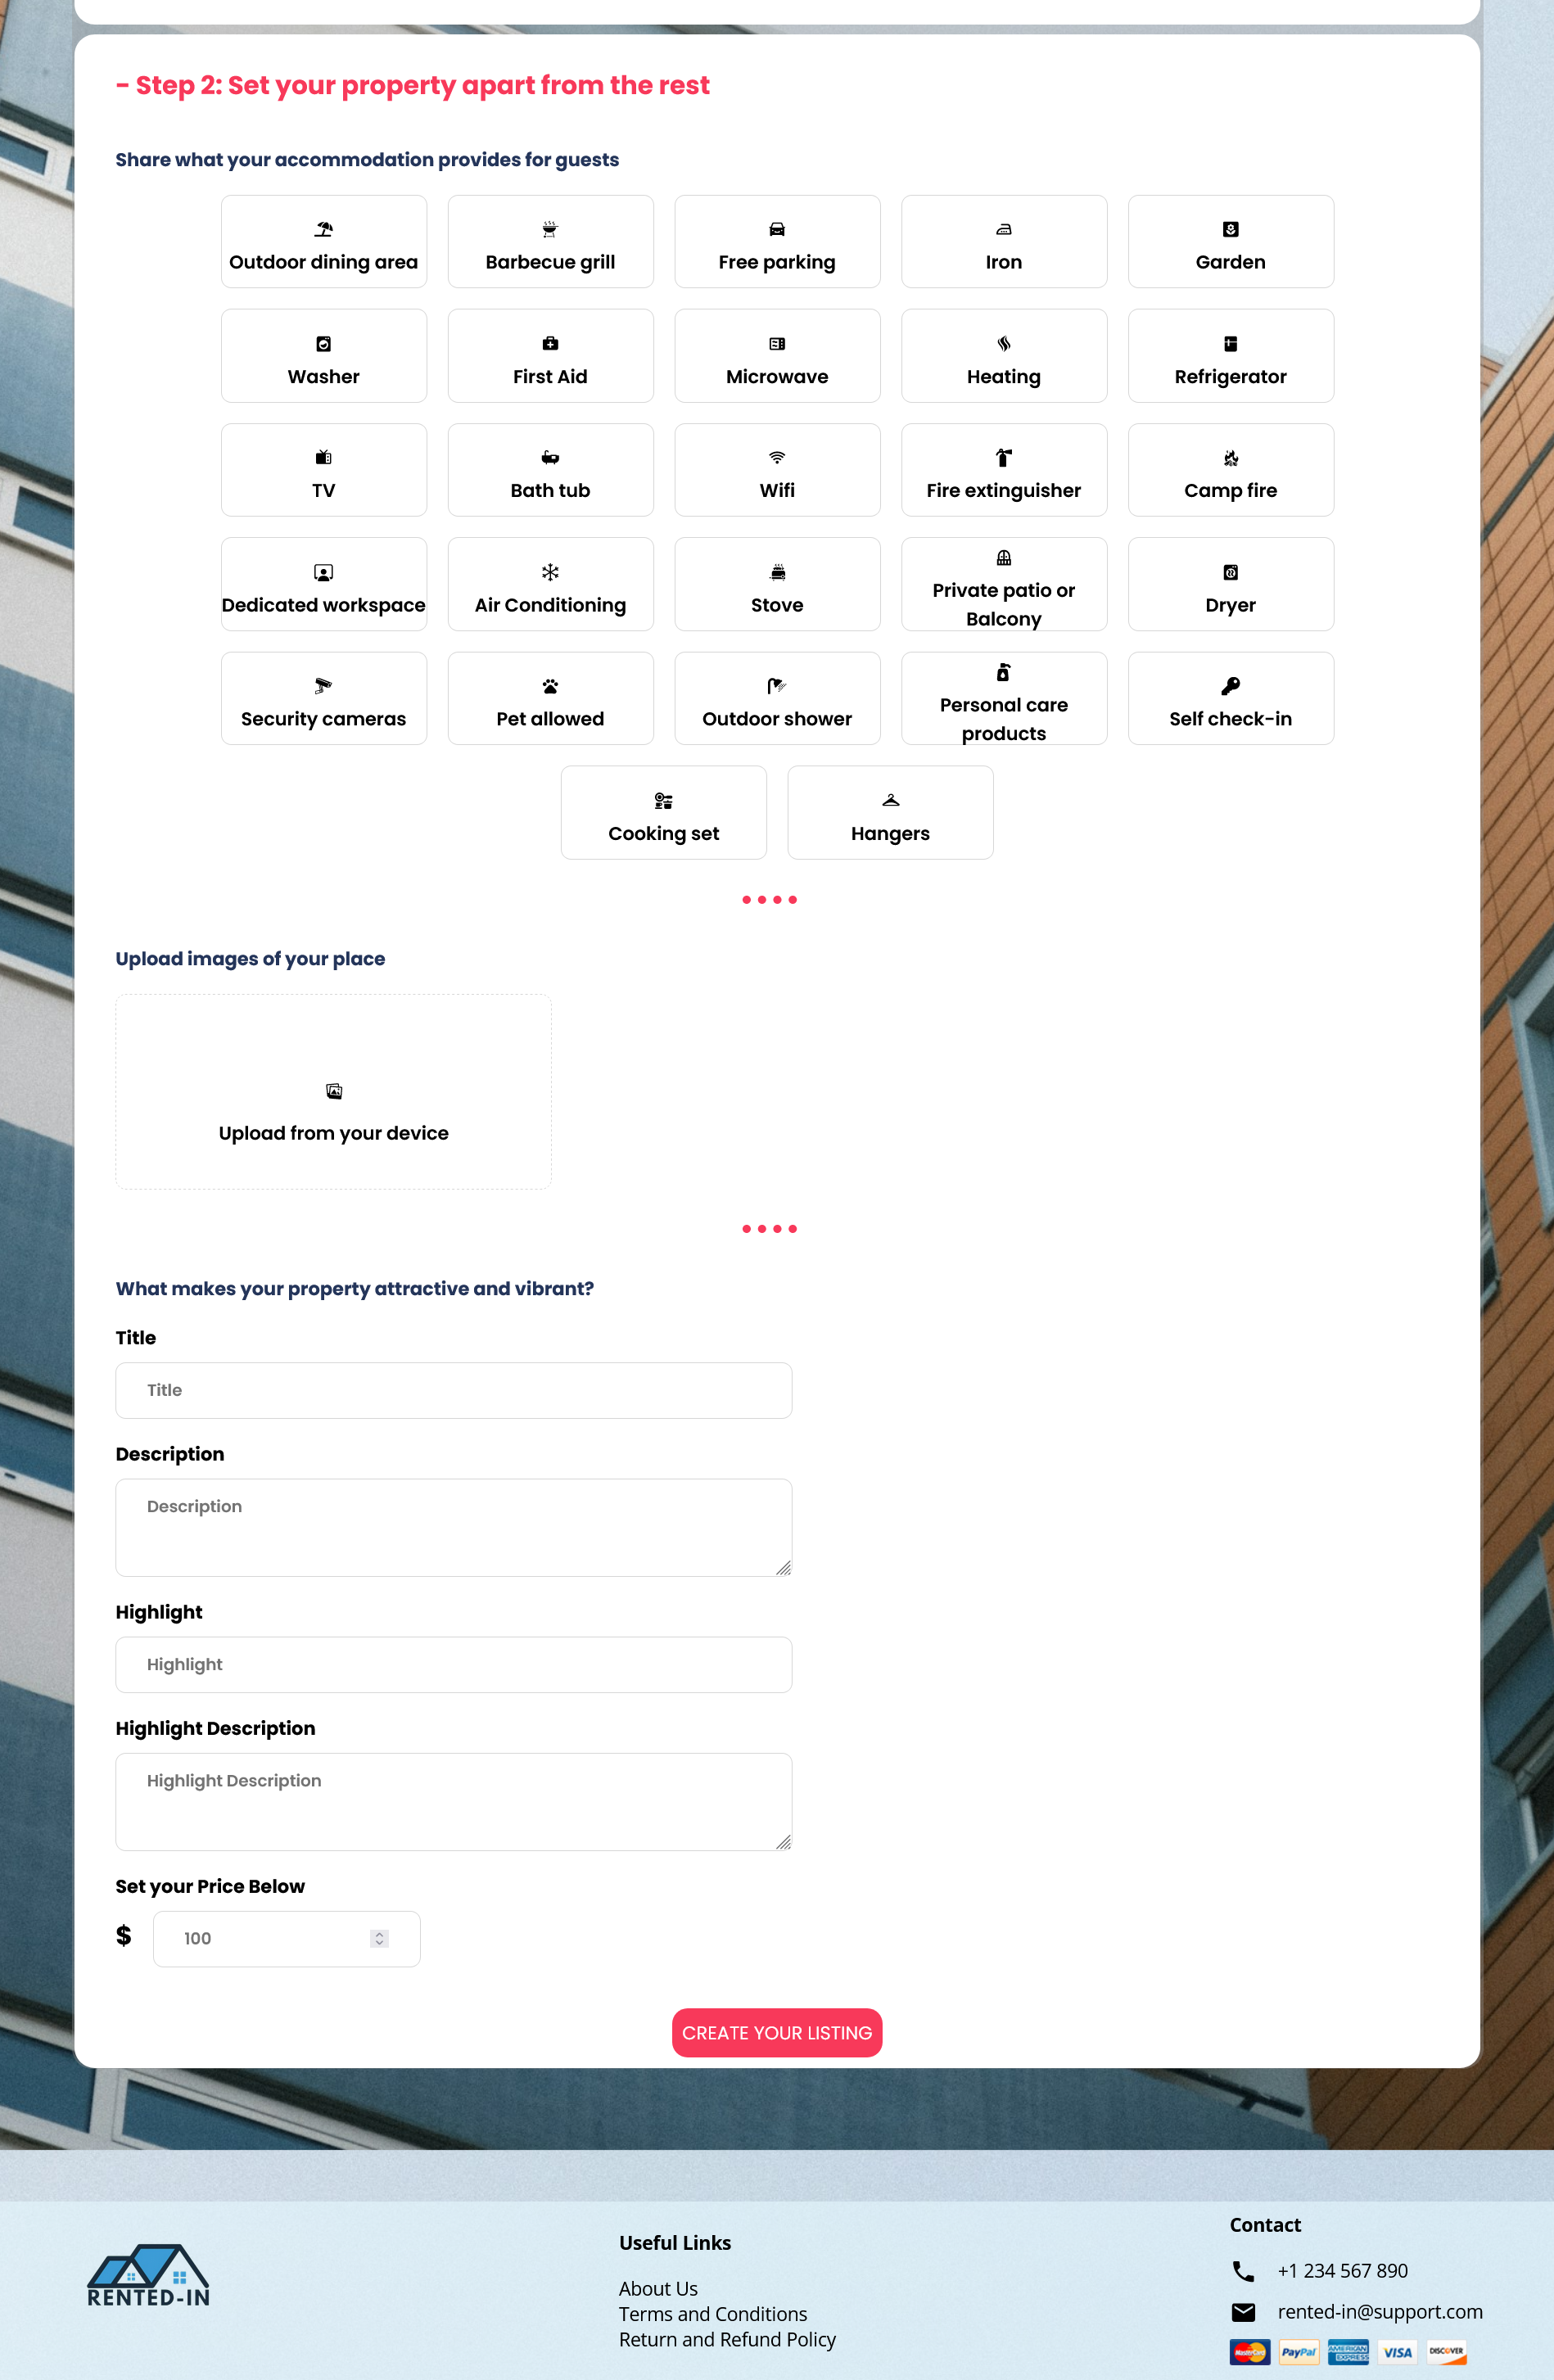 - Step 2: Set your property apart from the rest
Share what your accommodation provides for guests
Outdoor dining area
Barbecue grill
Free parking
Iron
Garden
Washer
First Aid
Microwave
Heating
Refrigerator
TV
Bath tub
Wifi
Fire extinguisher
Camp fire
Dedicated workspace
Air Conditioning
Stove
Private patio or
Balcony
Dryer
Security cameras
Pet allowed
Outdoor shower
Personal care
products
Self check-in
Cooking set
Hangers
Upload images of your place
Upload from your device
What makes your property attractive and vibrant?
Title
Title
Description
Description
Highlight
Highlight
Highlight Description
Highlight Description
Set your Price Below
$ 100
CREATE YOUR LISTING
RENTED-IN
Useful Links
About Us
Terms and Conditions
Return and Refund Policy
Contact
+1 234 567 890
rented-in@support.com
MasterCard
PayPal
AMERICAN
EXPRESS
VISA
DISCOVER